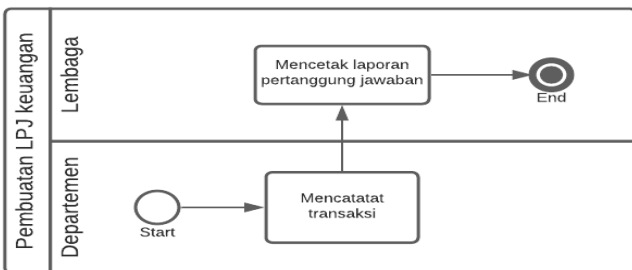 Pembuatan LPJ keuangan
Lembaga
Mencetak laporan
pertanggung jawaban
End
Departemen
Start
Mencatatat
transaksi